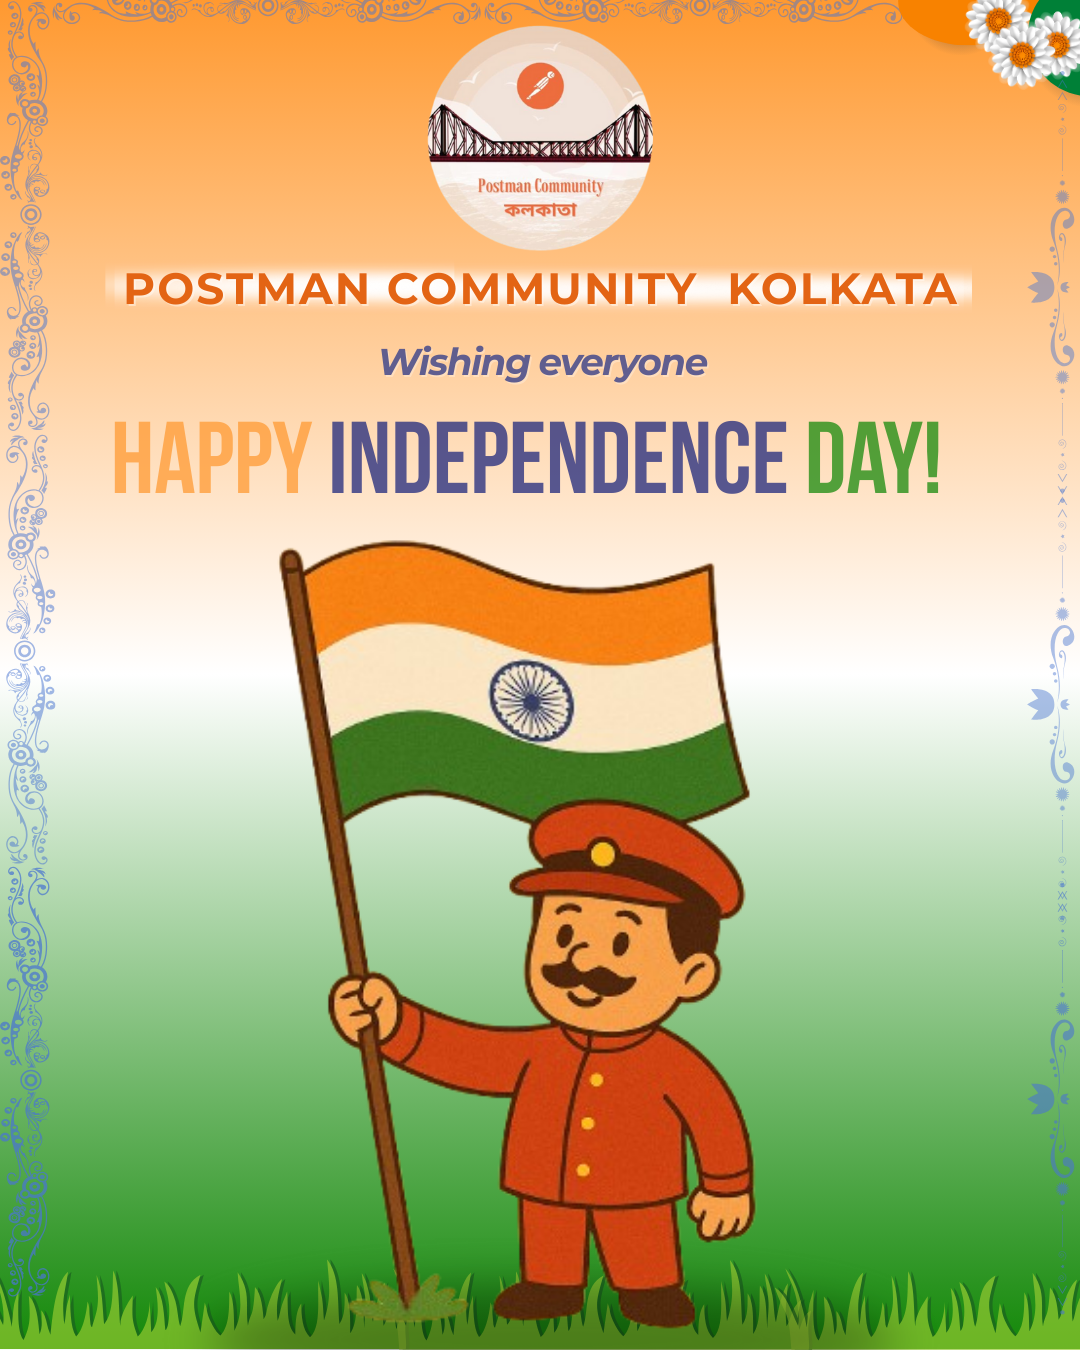 Postman Community
কলকাতা
POSTMAN COMMUNITY KOLKATA
Wishing everyone
HAPPY INDEPENDENCE DAY!